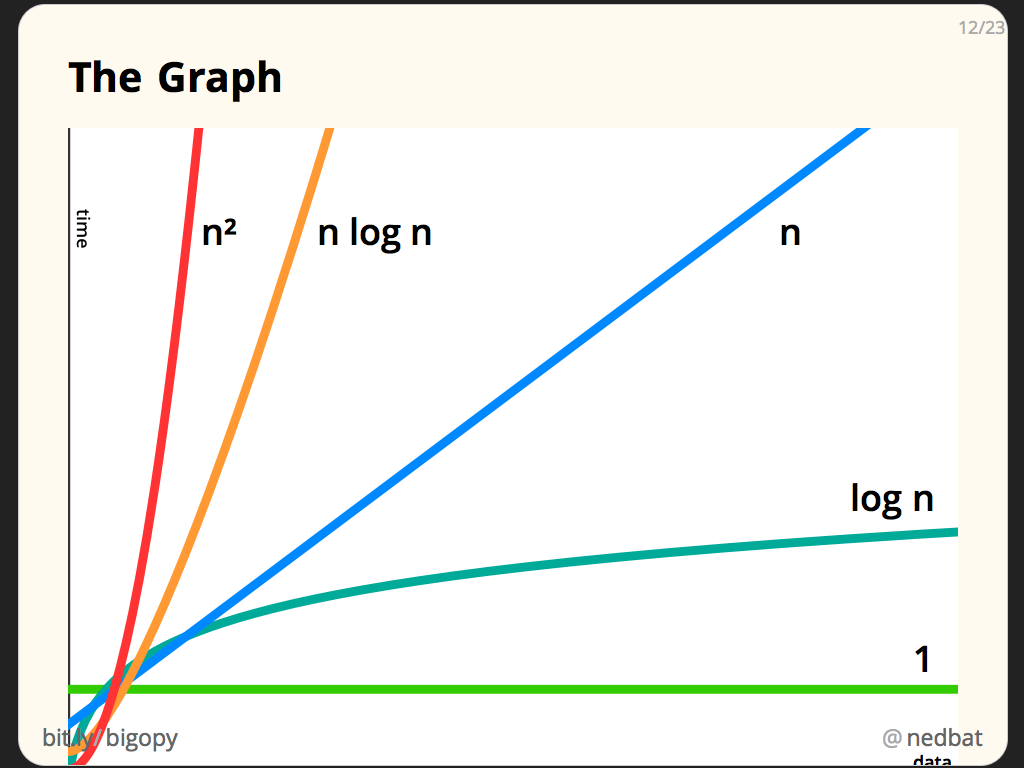 12/23
The Graph
time
n²
n log n
n
log n
1
bit.ly/bigopy
@nedbat
data